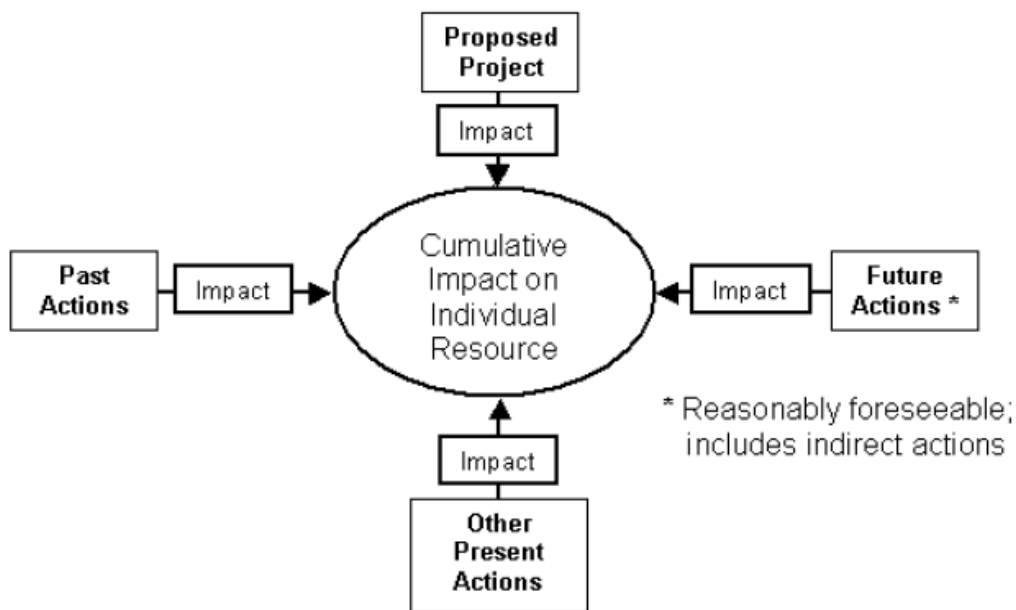 Proposed
Project
Impact
Cumulative
Impact on
Individual
Resource
Past
Actions
Impact
Impact
Future
Actions *
* Reasonably foreseeable;
includes indirect actions
Impact
Other
Present
Actions